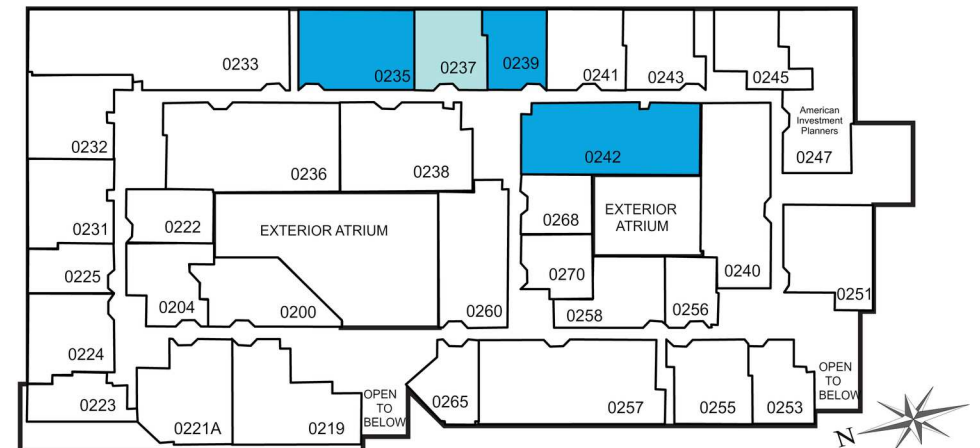 0233
0235
0237
0239
0241
0243
0245
American
Investment
Planners
0247
0232
0236
0238
0242
0231
0222
EXTERIOR ATRIUM
0268
EXTERIOR
ATRIUM
0225
0204
0200
0260
0270
0258
0256
0240
0251
0224
0223
0221A
0219
OPEN
TO
BELOW
0265
0257
0255
0253
OPEN
TO
BELOW
N